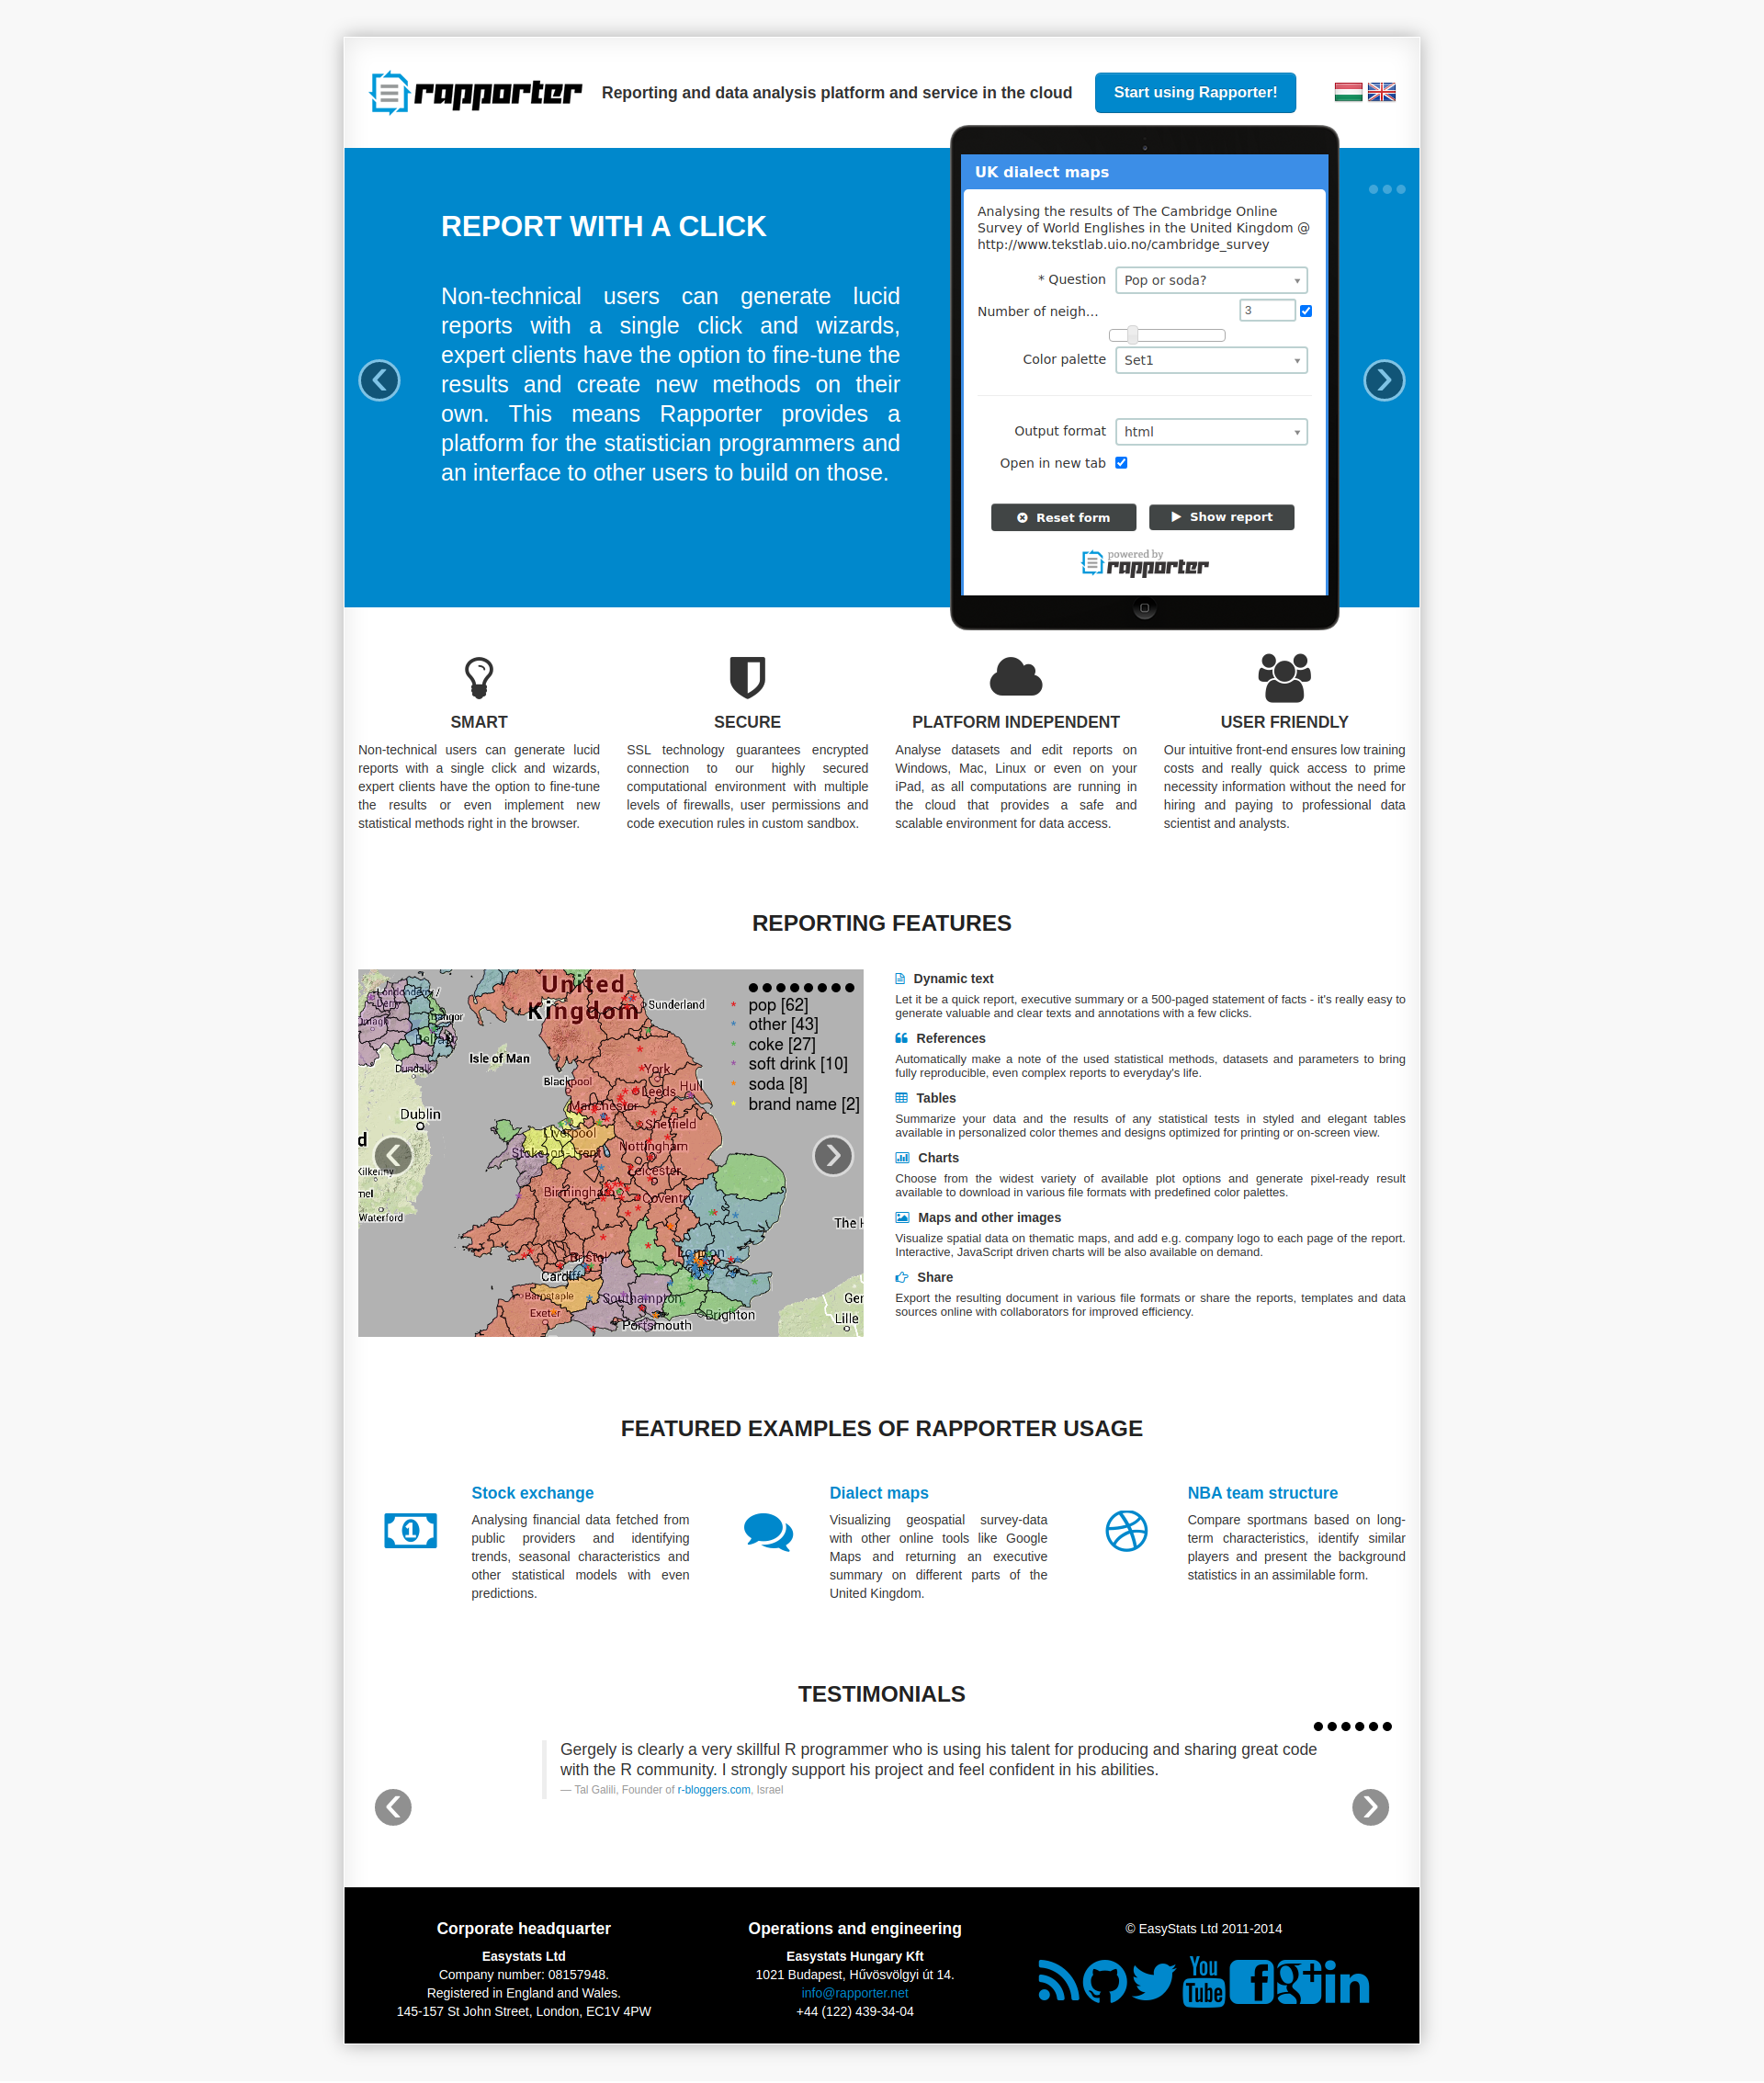 rapporter
Reporting and data analysis platform and service in the cloud
Start using Rapporter!
REPORT WITH A CLICK
Non-technical users can generate lucid
reports with a single click and wizards,
expert clients have the option to fine-tune the
results and create new methods on their
own. This means Rapporter provides a
platform for the statistician programmers and
an interface to other users to build on those.
UK dialect maps
Analysing the results of The Cambridge Online
Survey of World Englishes in the United Kingdom @
http://www.tekstlab.uio.no/cambridge_survey
* Question
Pop or soda?
Number of neigh...
3
Color palette
Set1
Output format
html
Open in new tab
Reset form
Show report
powered by
rapporter
SMART
Non-technical users can generate lucid
reports with a single click and wizards,
expert clients have the option to fine-tune
the results or even implement new
statistical methods right in the browser.
SECURE
SSL technology guarantees encrypted
connection to our highly secured
computational environment with multiple
levels of firewalls, user permissions and
code execution rules in custom sandbox.
PLATFORM INDEPENDENT
Analyse datasets and edit reports on
Windows, Mac, Linux or even on your
iPad, as all computations are running in
the cloud that provides a safe and
scalable environment for data access.
USER FRIENDLY
Our intuitive front-end ensures low training
costs and really quick access to prime
necessity information without the need for
hiring and paying to professional data
scientist and analysts.
REPORTING FEATURES
United
Kingdom
Londonderry /
Derry
Omagh
Bangor
Belfast
Dundalk
Isle of Man
Sunderland
pop [62]
other [43]
coke [27]
soft drink [10]
soda [8]
brand name [2]
Blackpool
York
Leeds
Hull
Manchester
Dublin
Sheffield
Liverpool
Stoke-on-Trent
Nottingham
Leicester
Kilkenny
Birmingham
Coventry
Waterford
The H
London
Bristol
Cardiff
Barnstaple
Southampton
Exeter
Brighton
Portsmouth
Ger
Lille
Dynamic text
Let it be a quick report, executive summary or a 500-paged statement of facts - it's really easy to
generate valuable and clear texts and annotations with a few clicks.
References
Automatically make a note of the used statistical methods, datasets and parameters to bring
fully reproducible, even complex reports to everyday's life.
Tables
Summarize your data and the results of any statistical tests in styled and elegant tables
available in personalized color themes and designs optimized for printing or on-screen view.
Charts
Choose from the widest variety of available plot options and generate pixel-ready result
available to download in various file formats with predefined color palettes.
Maps and other images
Visualize spatial data on thematic maps, and add e.g. company logo to each page of the report.
Interactive, JavaScript driven charts will be also available on demand.
Share
Export the resulting document in various file formats or share the reports, templates and data
sources online with collaborators for improved efficiency.
FEATURED EXAMPLES OF RAPPORTER USAGE
Stock exchange
Analysing financial data fetched from
public providers and identifying
trends, seasonal characteristics and
other statistical models with even
predictions.
Dialect maps
Visualizing geospatial survey-data
with other online tools like Google
Maps and returning an executive
summary on different parts of the
United Kingdom.
NBA team structure
Compare sportmans based on long-
term characteristics, identify similar
players and present the background
statistics in an assimilable form.
TESTIMONIALS
Gergely is clearly a very skillful R programmer who is using his talent for producing and sharing great code
with the R community. I strongly support his project and feel confident in his abilities.
— Tal Galili, Founder of r-bloggers.com, Israel
Corporate headquarter
Easystats Ltd
Company number: 08157948.
Registered in England and Wales.
145-157 St John Street, London, EC1V 4PW
Operations and engineering
Easystats Hungary Kft
1021 Budapest, Hűvösvölgyi út 14.
info@rapporter.net
+44 (122) 439-34-04
© EasyStats Ltd 2011-2014
You
Tube